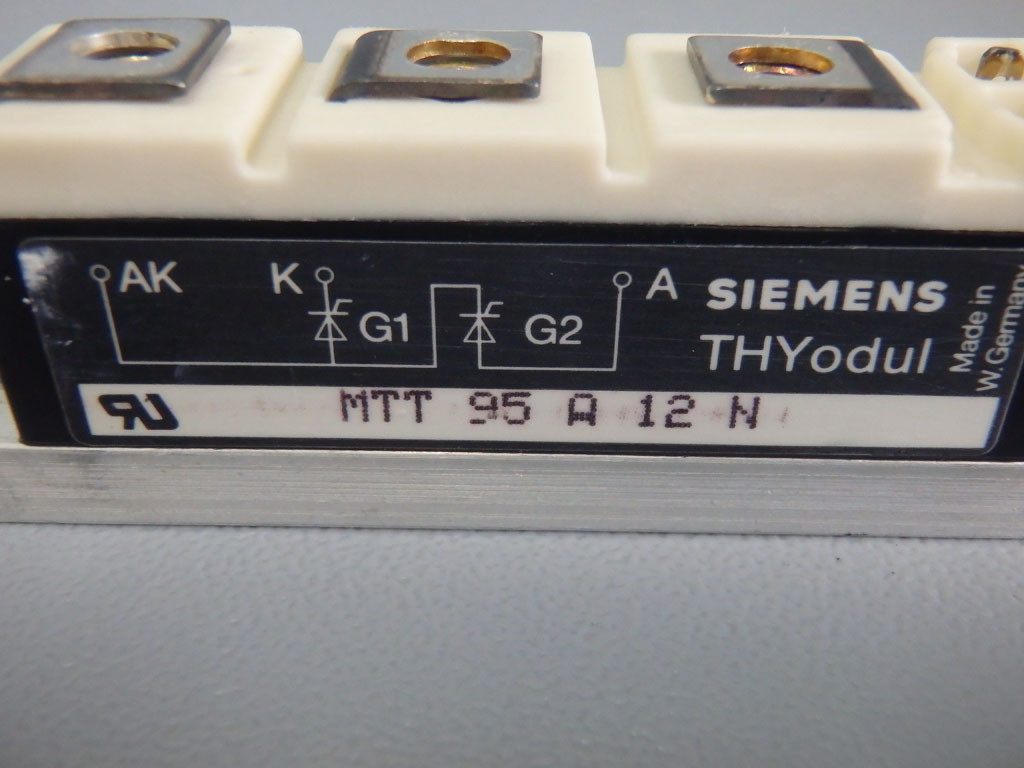 AK K G1 G2 A
SIEMENS
THYodul
Made in
W.Germany
MTT 95 A 12 N